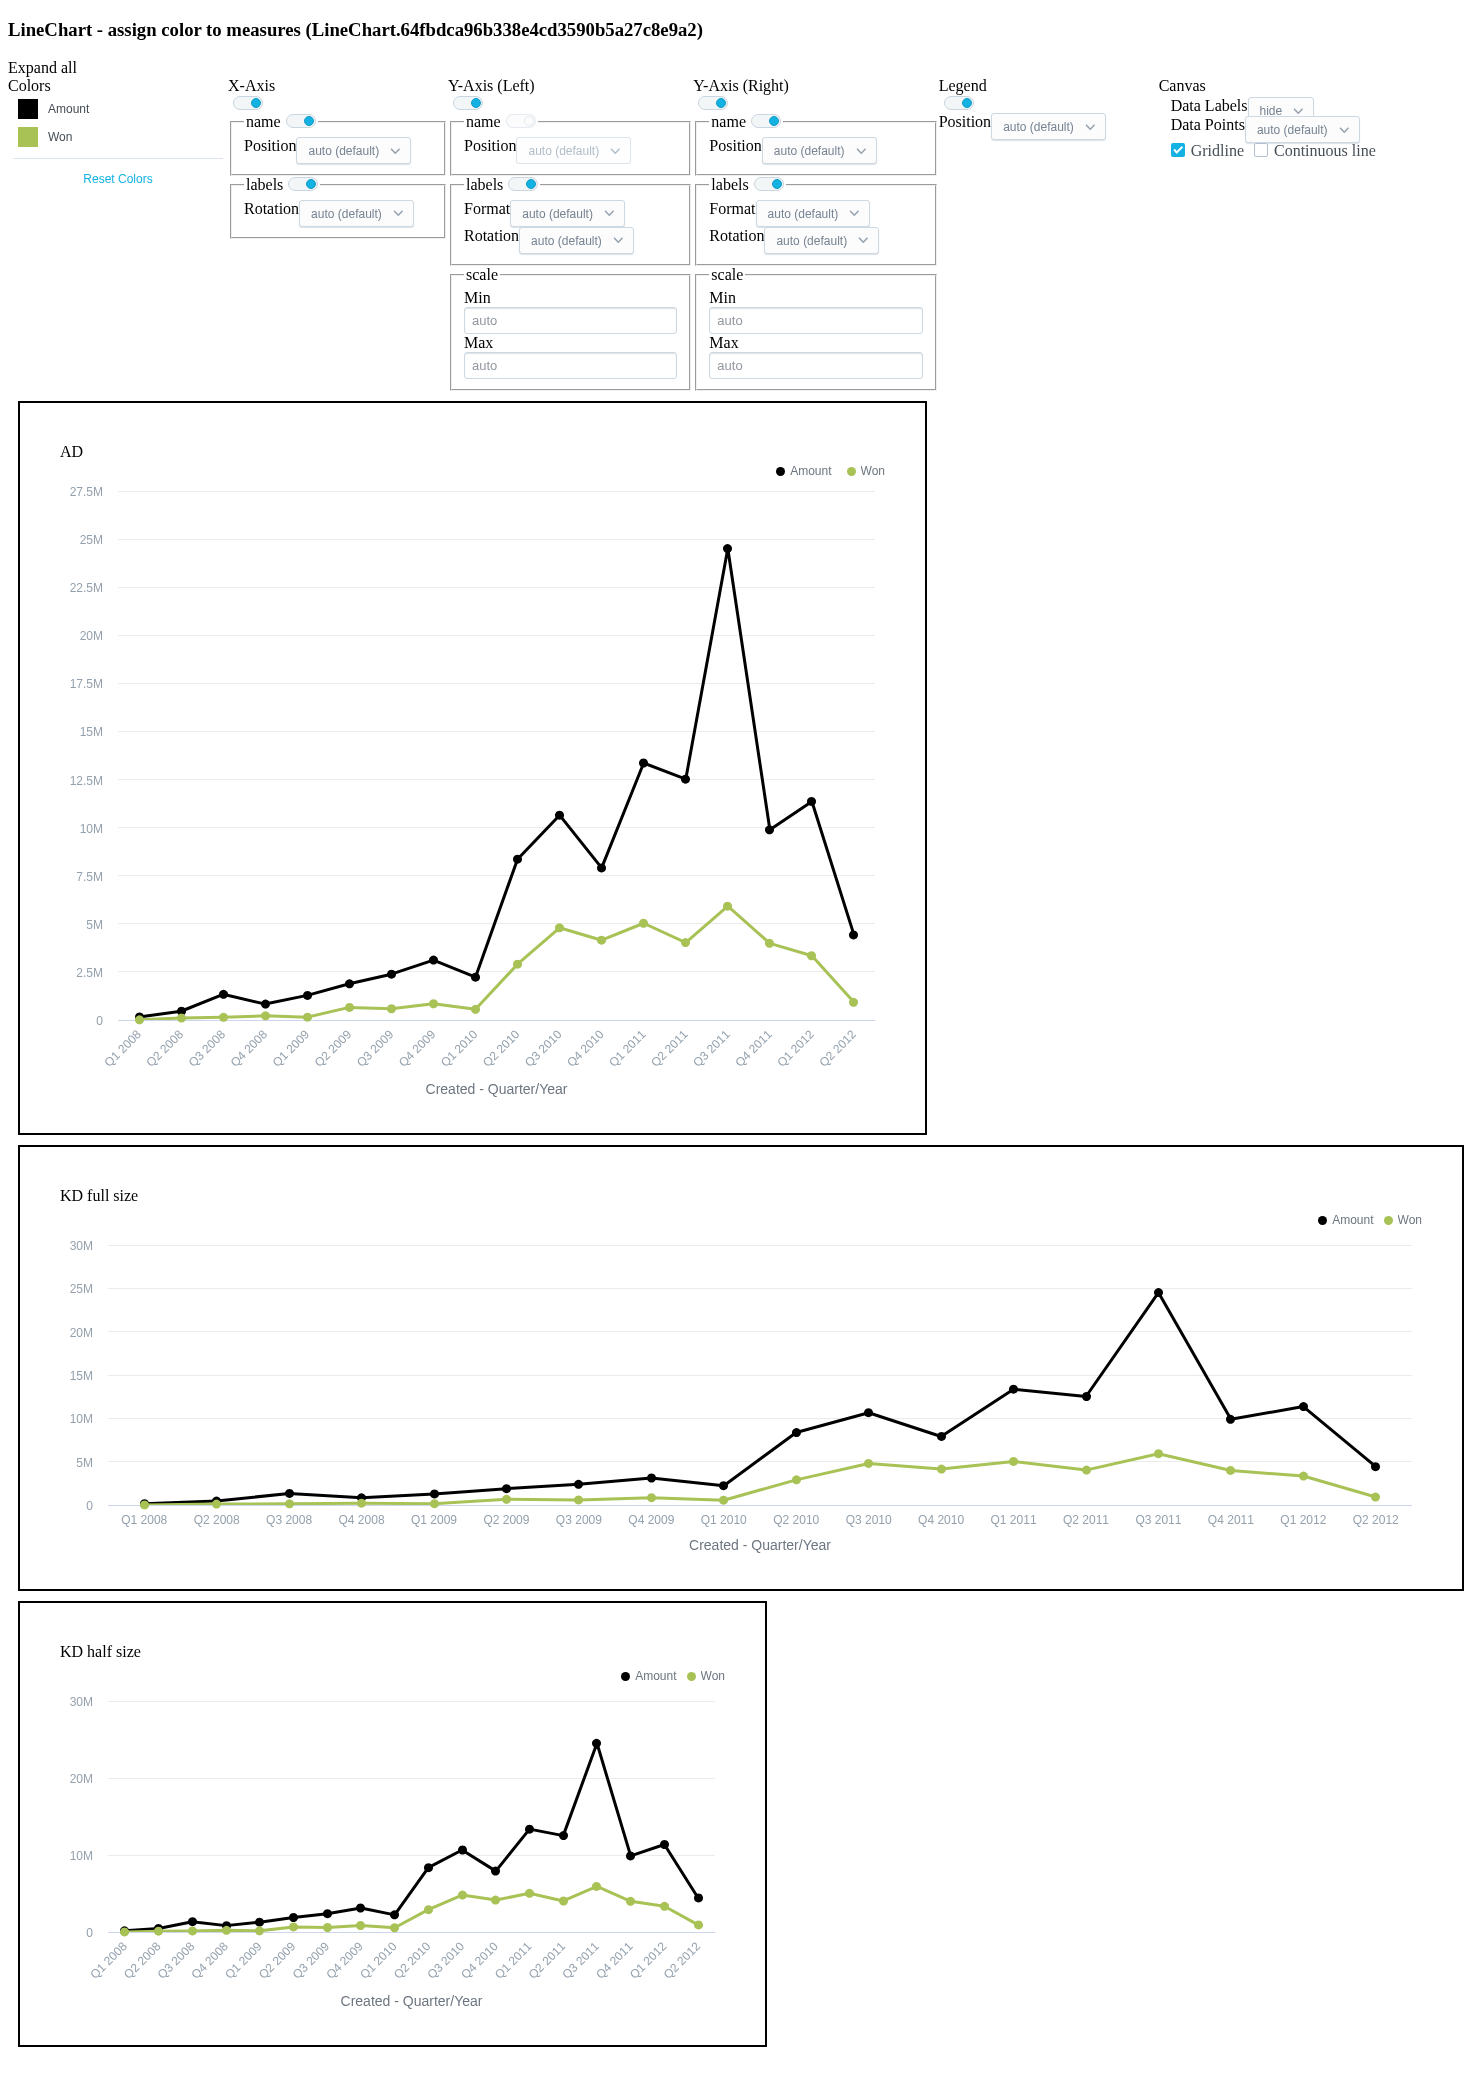 LineChart - assign color to measures (LineChart.64fbdca96b338e4cd3590b5a27c8e9a2)
Expand all
Colors
Amount
Won
Reset Colors
X-Axis
name
Position auto (default)
labels
Rotation auto (default)
Y-Axis (Left)
name
Position auto (default)
labels
Format auto (default)
Rotation auto (default)
scale
Min
auto
Max
auto
Y-Axis (Right)
name
Position auto (default)
labels
Format auto (default)
Rotation auto (default)
scale
Min
auto
Max
auto
Legend
Position auto (default)
Canvas
Data Labels hide
Data Points auto (default)
Gridline Continuous line
AD
Amount Won
27.5M
25M
22.5M
20M
17.5M
15M
12.5M
10M
7.5M
5M
2.5M
0
Q1 2008 Q2 2008 Q3 2008 Q4 2008 Q1 2009 Q2 2009 Q3 2009 Q4 2009 Q1 2010 Q2 2010 Q3 2010 Q4 2010 Q1 2011 Q2 2011 Q3 2011 Q4 2011 Q1 2012 Q2 2012
Created - Quarter/Year
KD full size
Amount Won
30M
25M
20M
15M
10M
5M
0
Q1 2008 Q2 2008 Q3 2008 Q4 2008 Q1 2009 Q2 2009 Q3 2009 Q4 2009 Q1 2010 Q2 2010 Q3 2010 Q4 2010 Q1 2011 Q2 2011 Q3 2011 Q4 2011 Q1 2012 Q2 2012
Created - Quarter/Year
KD half size
Amount Won
30M
20M
10M
0
Q1 2008 Q2 2008 Q3 2008 Q4 2008 Q1 2009 Q2 2009 Q3 2009 Q4 2009 Q1 2010 Q2 2010 Q3 2010 Q4 2010 Q1 2011 Q2 2011 Q3 2011 Q4 2011 Q1 2012 Q2 2012
Created - Quarter/Year